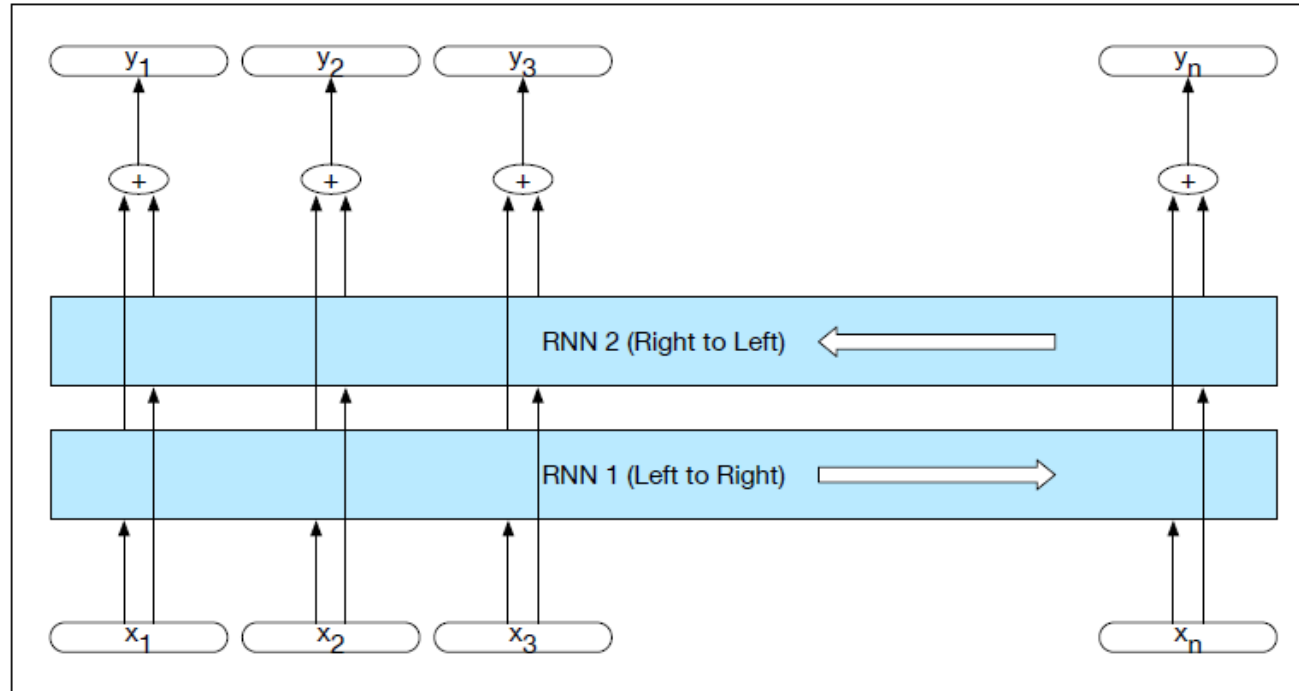 y1 y2 y3 yn
+ + + +
RNN 2 (Right to Left)
RNN 1 (Left to Right)
x1 x2 x3 xn